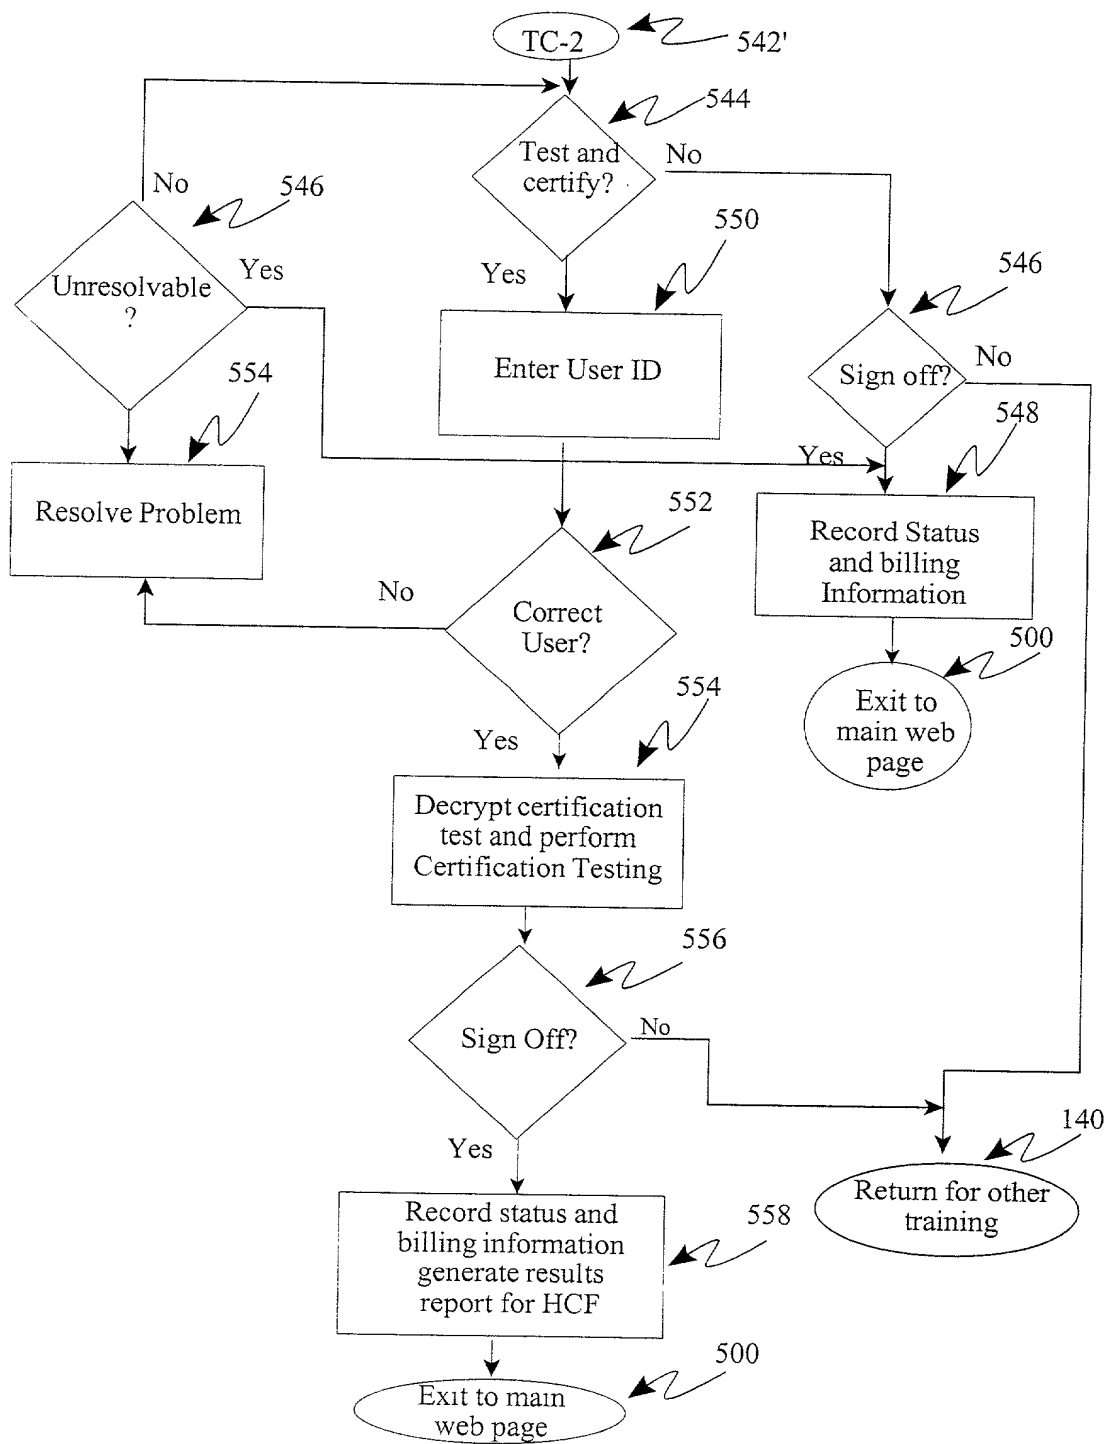 TC-2
542'
544
Test and
certify?
No
No
546
Unresolvable
?
Yes
550
Yes
Enter User ID
546
Sign off?
No
554
548
Yes
Resolve Problem
552
Record Status
and billing
Information
No
Correct
User?
500
Exit to
main web
page
554
Yes
Decrypt certification
test and perform
Certification Testing
556
Sign Off?
No
140
Yes
Return for other
training
Record status and
billing information
generate results
report for HCF
558
500
Exit to main
web page